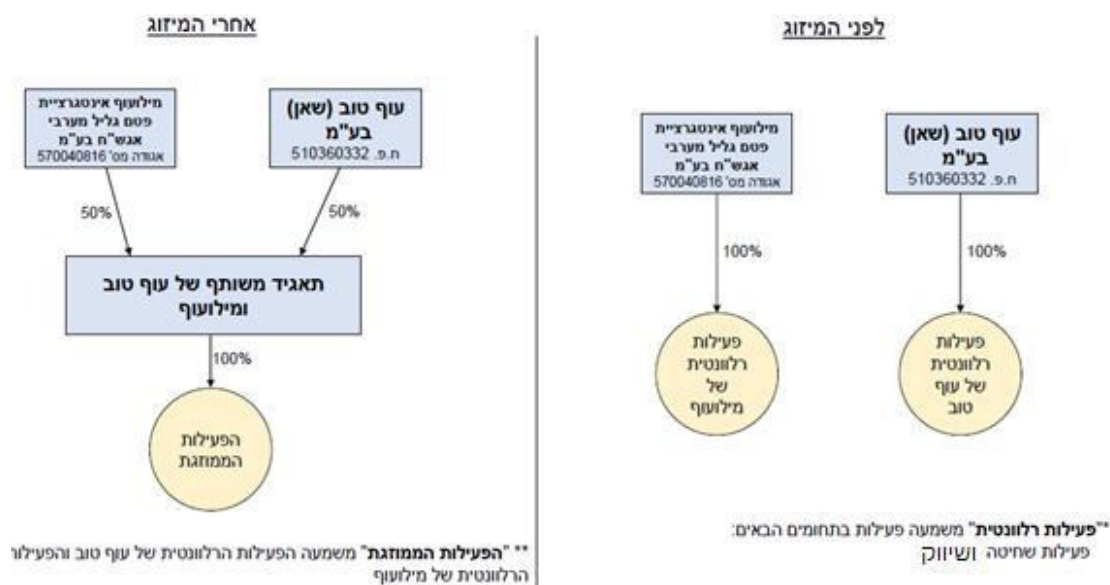 לפני המיזוג
עוף טוב (שאן)
בע"מ
ח.פ. 510360332
מילועוף אינטגרציית
פטם גליל מערבי
אגש"ח בע"מ
אגודה מס' 570040816
100%
100%
פעילות
רלוונטית
של עוף
טוב
פעילות
רלוונטית
של
מילועוף
*"פעילות רלוונטית" משמעה פעילות בתחומים הבאים:
פעילות שחיטה ושיווק
אחרי המיזוג
עוף טוב (שאן)
בע"מ
ח.פ. 510360332
מילועוף אינטגרציית
פטם גליל מערבי
אגש"ח בע"מ
אגודה מס' 570040816
50%
50%
תאגיד משותף של עוף טוב
ומילועוף
100%
הפעילות
הממוזגת
** "הפעילות הממוזגת" משמעה הפעילות הרלוונטית של עוף טוב והפעילות
הרלוונטית של מילועוף